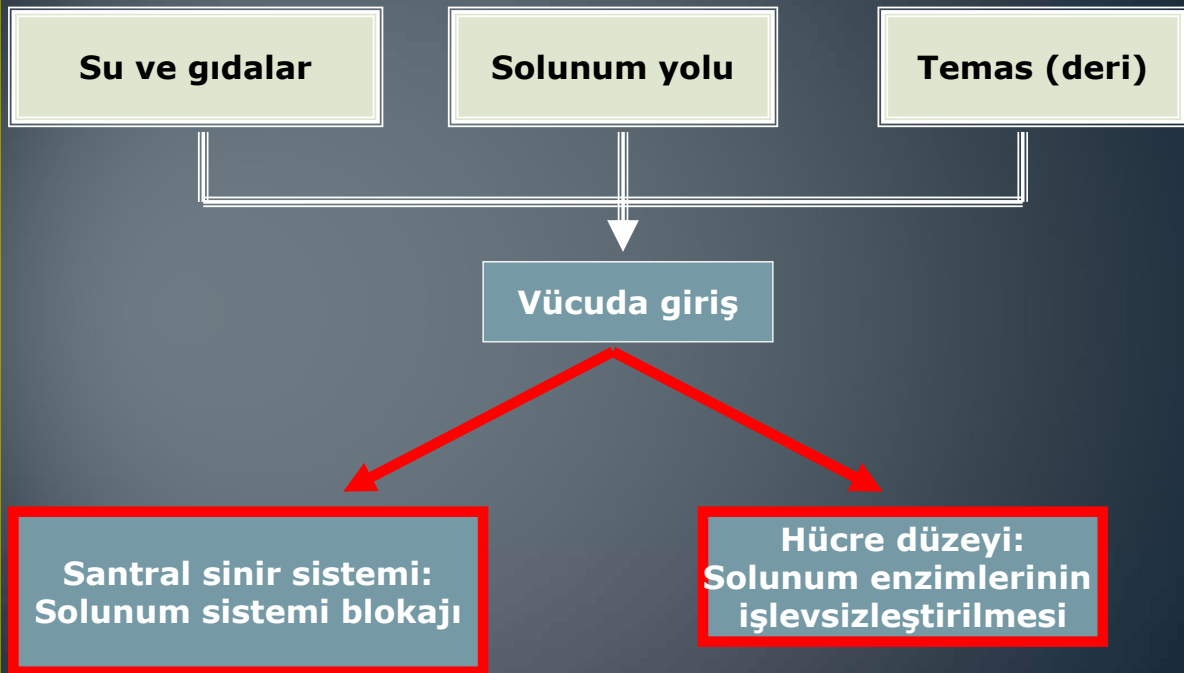 Su ve gıdalar
Solunum yolu
Temas (deri)
Vücuda giriş
Santral sinir sistemi:
Solunum sistemi blokajı
Hücre düzeyi:
Solunum enzimlerinin
işlevsizleştirilmesi